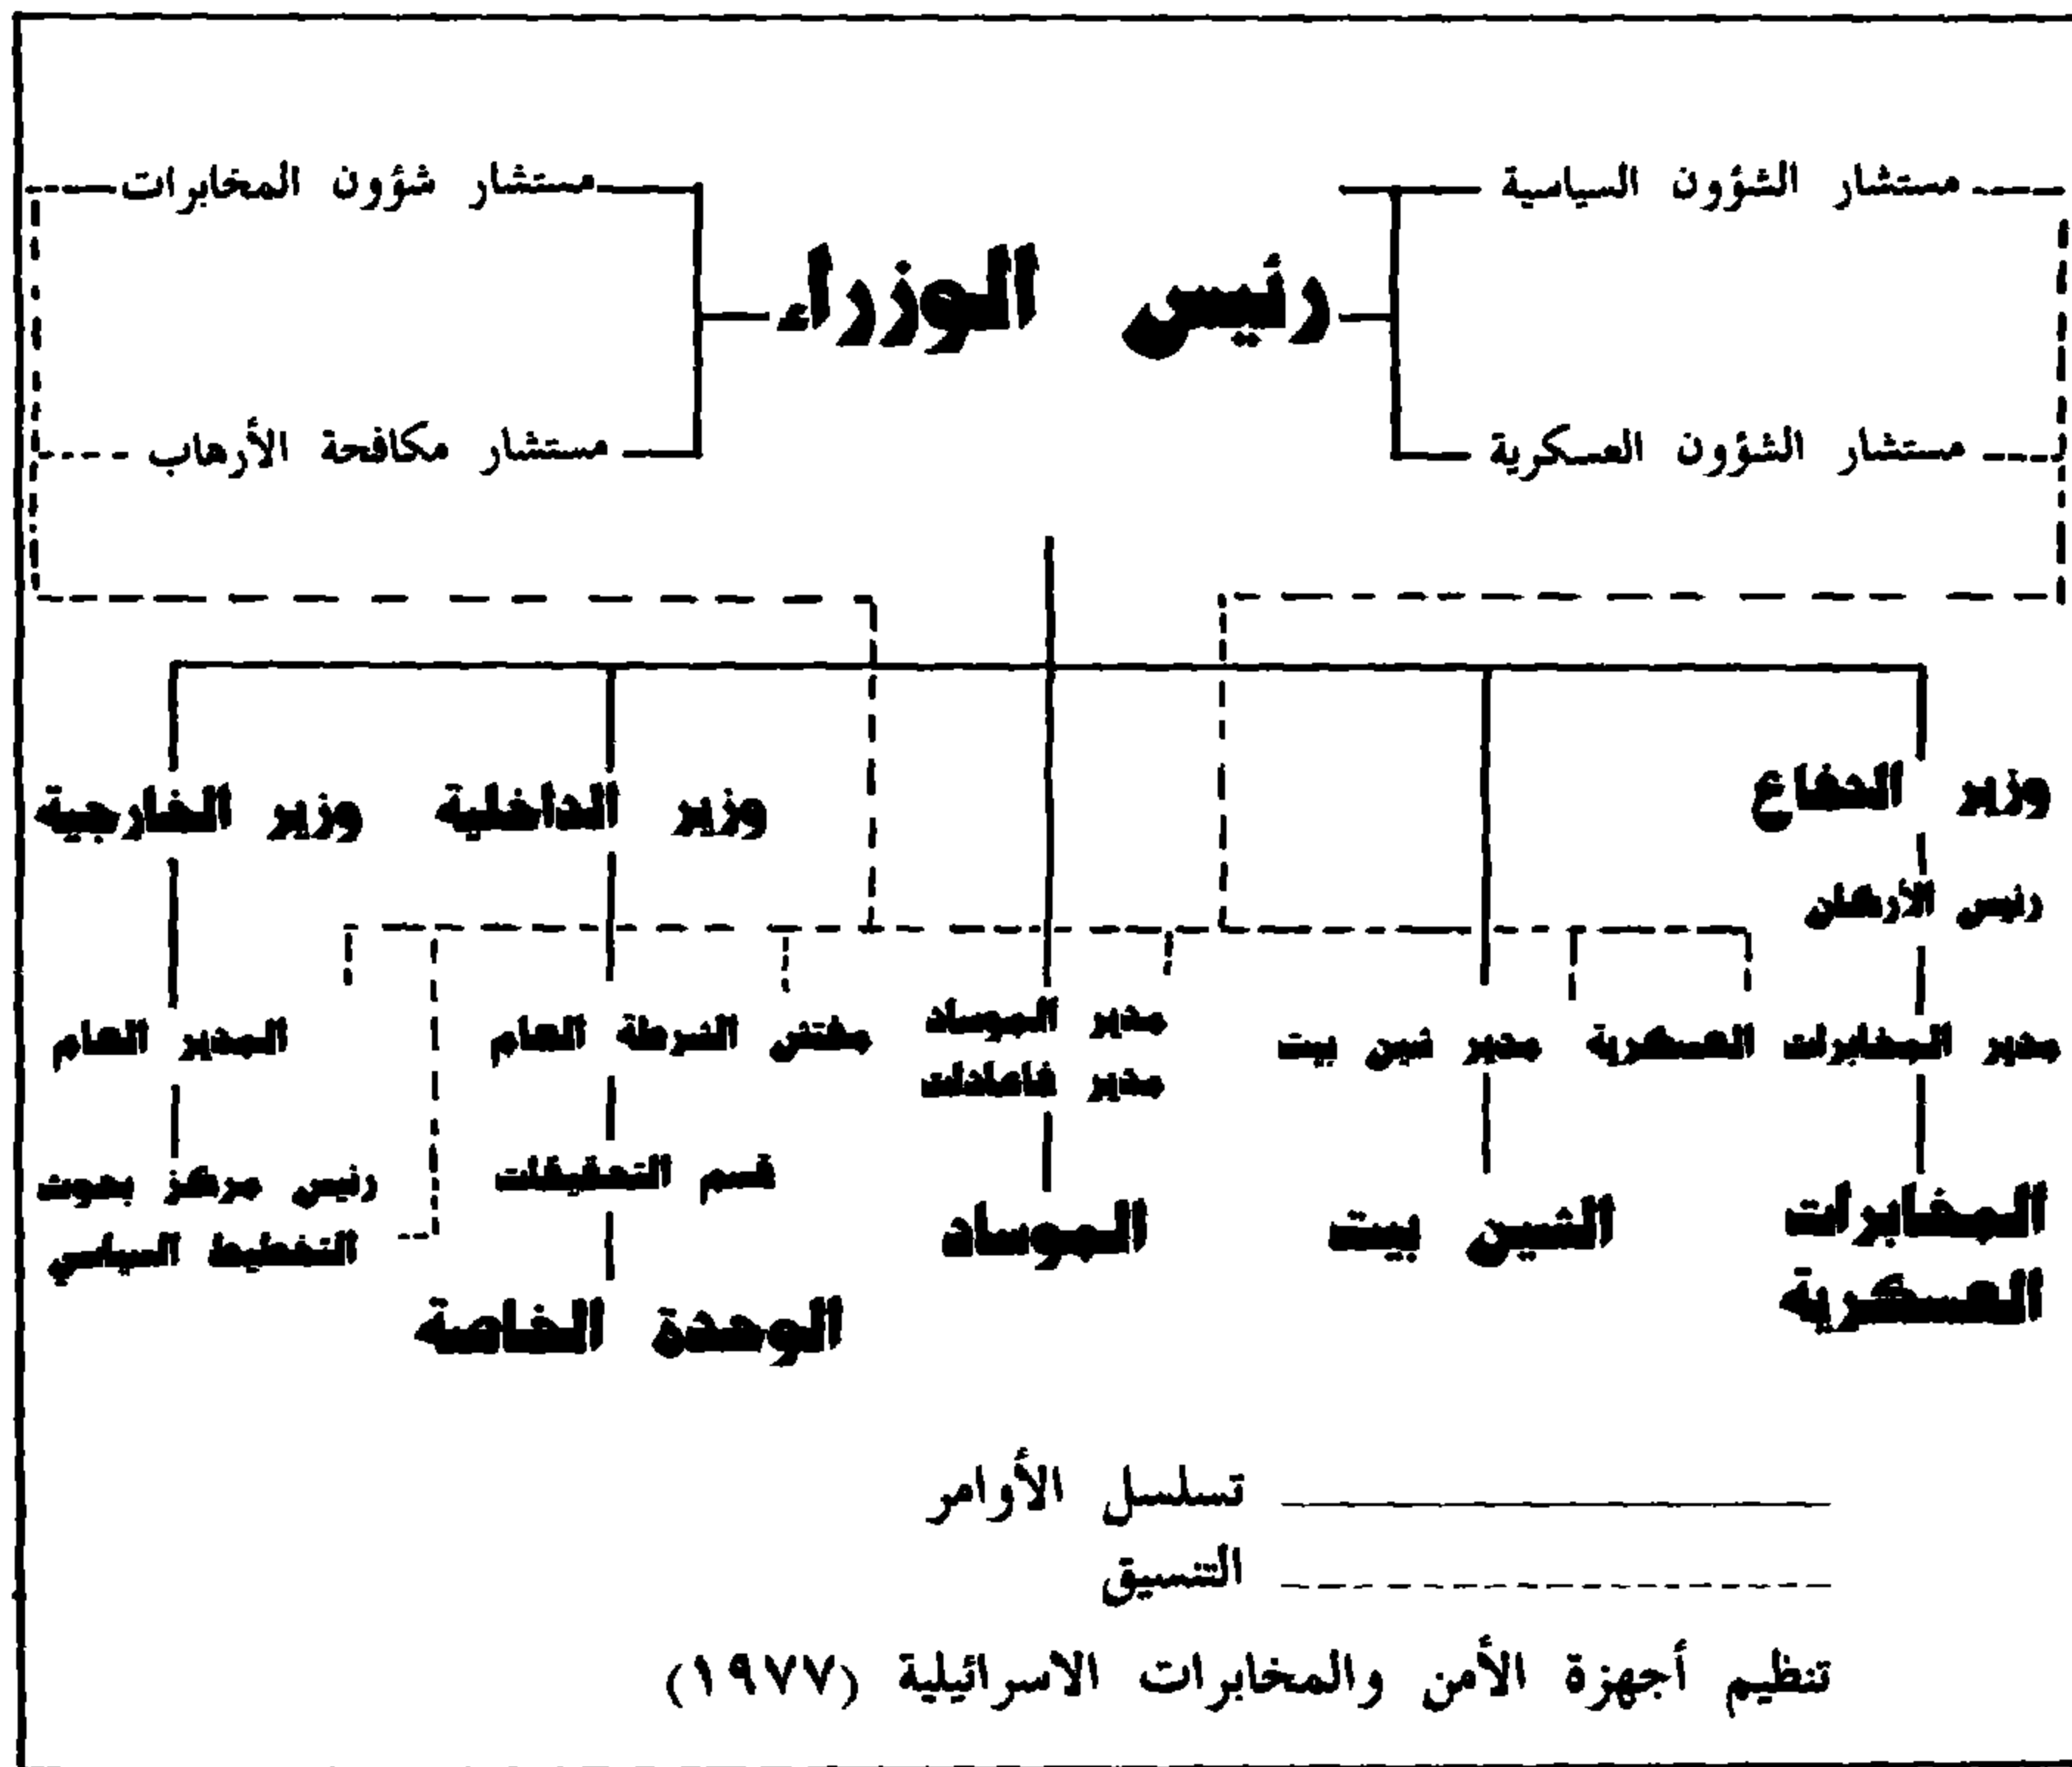 مستشار الشؤون السياسية
مستشار شؤون المخابرات
رئيس الوزراء
مستشار الشؤون العسكرية
مستشار مكافحة الأرهاب
وزير الدفاع
وزير الداخلية
وزير الخارجية
رئيس الأركان
مدير المخابرات العسكرية
مدير شين بيت
مدير الموساد
مدير فاعادات
مفتش الشرطة العام
المدير العام
قسم التحقيقات
رئيس مركز بحوث
التخطيط السياسي
المخابرات
العسكرية
الشين بيت
الموساد
الوحدة الخاصة
تسلسل الأوامر
التنسيق
تنظيم أجهزة الأمن والمخابرات الاسرائيلية (١٩٧٧)